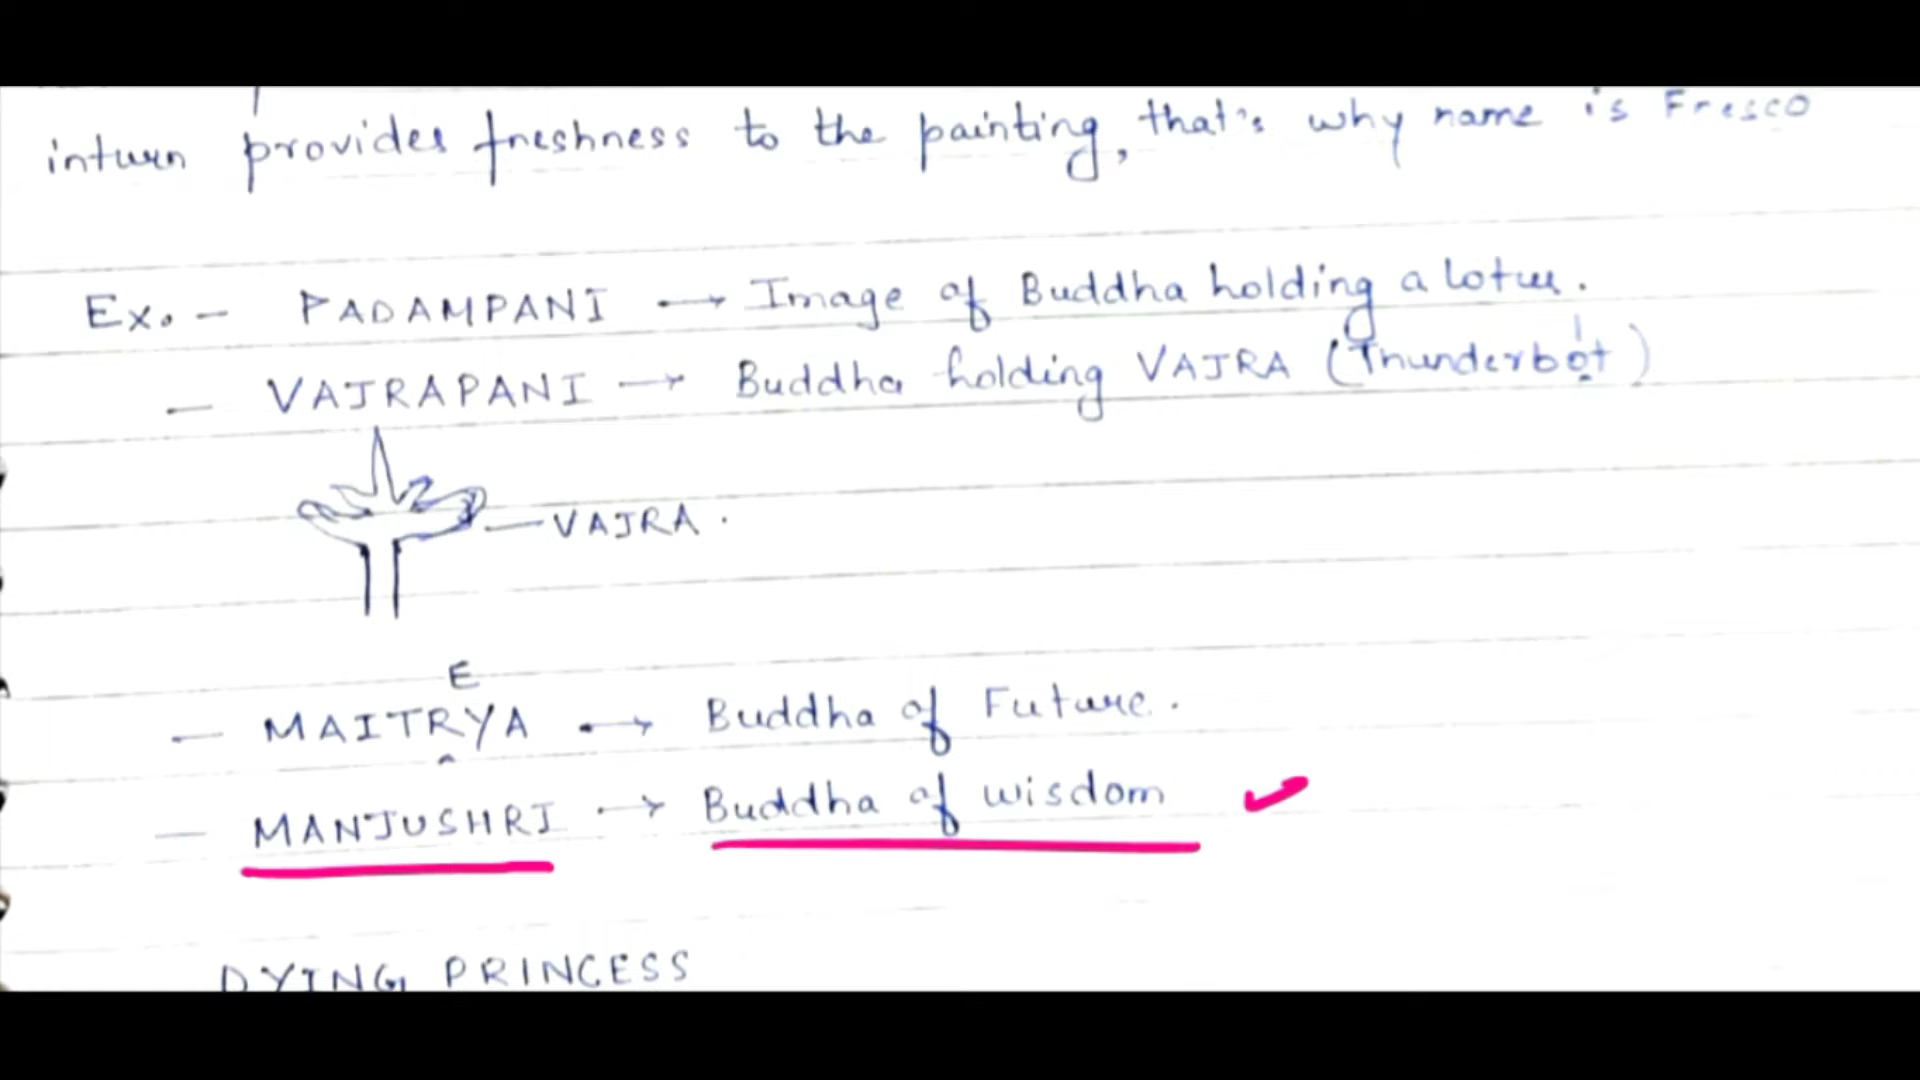 inturn provides freshness to the painting, that's why name is Fresco
Ex. - PADAMPANI → Image of Buddha holding a lotus.
- VAJRAPANI → Buddha holding VAJRA (Thunderbolt)
- VAJRA.
- MAITREYA → Buddha of Future.
- MANJUSHRI → Buddha of wisdom ✓
DYING PRINCESS